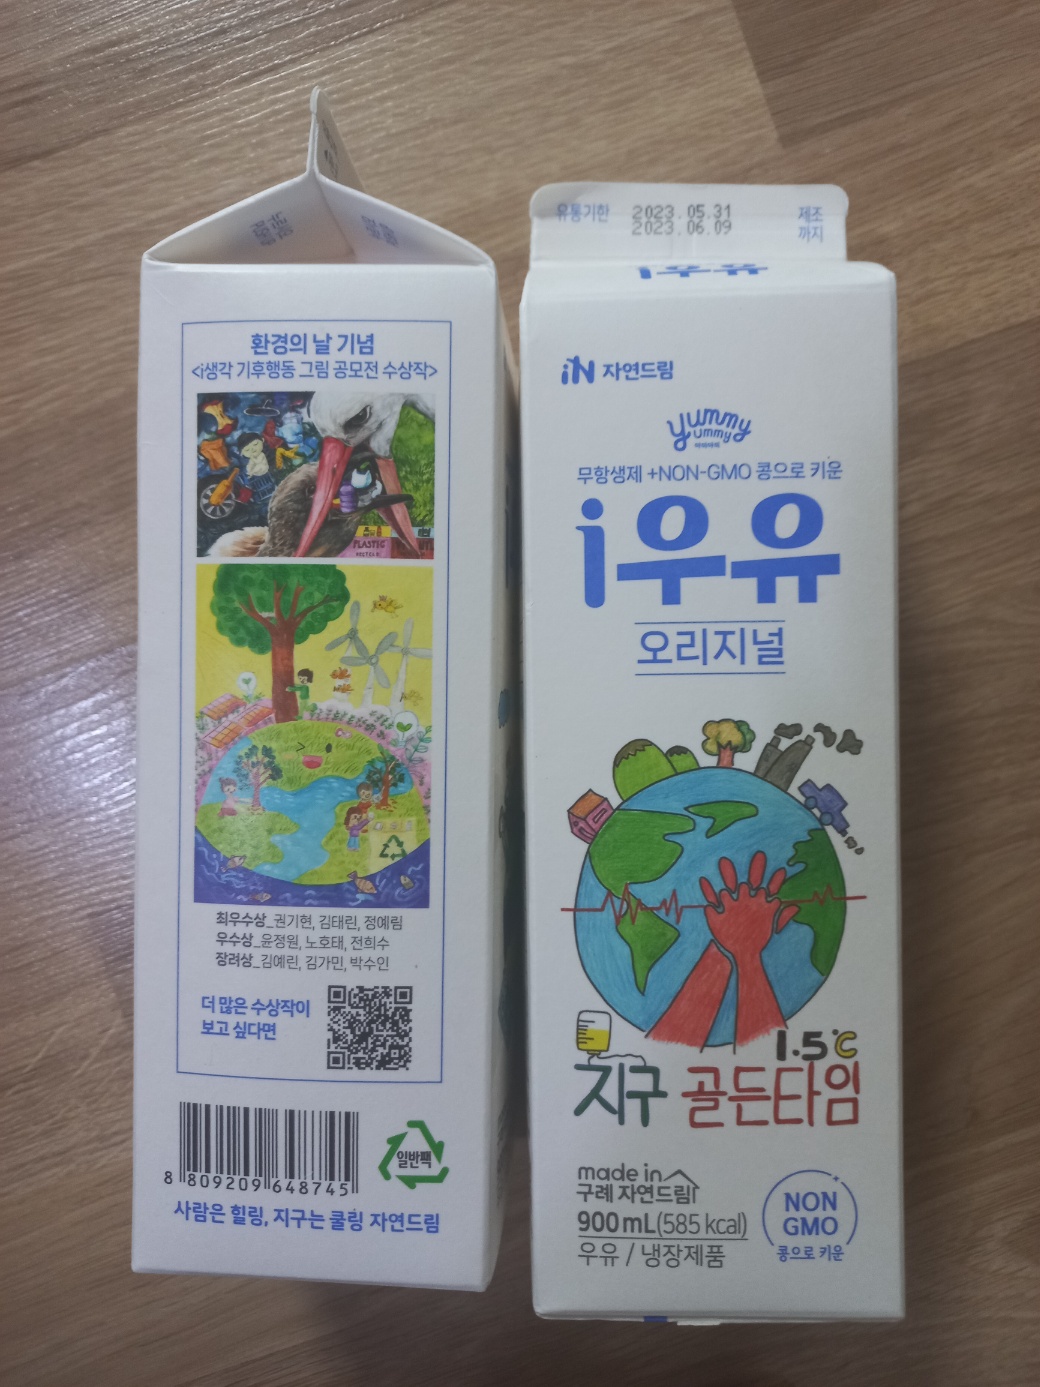 환경의 날 기념
<i생각 기후행동 그림 공모전 수상작>
PLASTIC
최우수상_권기현, 김태린, 정예림
우수상_윤정원, 노호태, 전희수
장려상_김예린, 김가민, 박수인
더 많은 수상작이
보고 싶다면
8 809209 648745
일반팩
사람은 힐링, 지구는 쿨링 자연드림
유통기한 2023.05.31 제조
2023.06.09 까지
i우유
iN 자연드림
yummy
ummy
무항생제 +NON-GMO 콩으로 키운
i우유
오리지널
1.5℃
지구 골든타임
made in
구례 자연드림
900 mL(585 kcal)
우유 / 냉장제품
NON
GMO
콩으로 키운